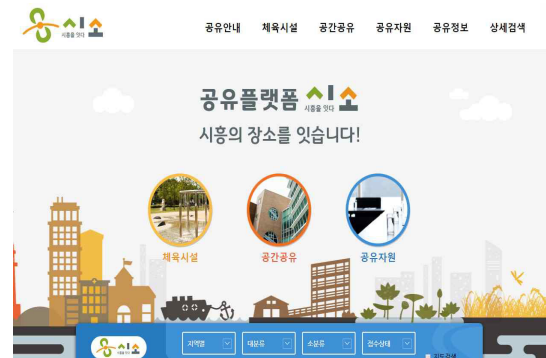 시소
시흥을 잇다
공유안내 체육시설 공간공유 공유자원 공유정보 상세검색
공유플랫폼 시소
시흥을 잇다
시흥의 장소를 잇습니다!
체육시설 공간공유 공유자원
시소
지역별 대분류 소분류 접수상태
지도검색